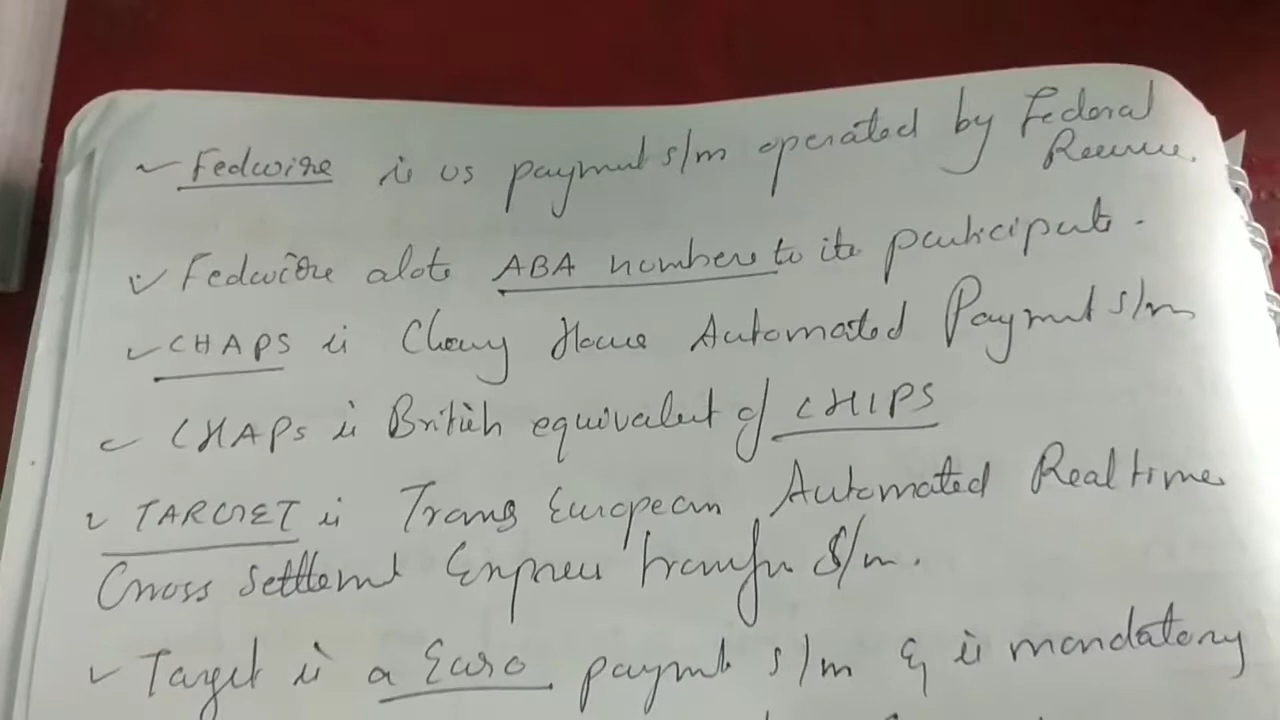 Fedwire is US payment s/m operated by Federal
Reserve.
Fedwire alots ABA numbers to its participants.
CHAPS is Clearing House Automated Payment s/m
CHAPS is British equivalent of CHIPS
TARGET is Trans European Automated Real time
Gross Settlement Express transfer s/m.
Target is a Euro payment s/m & is mandatory